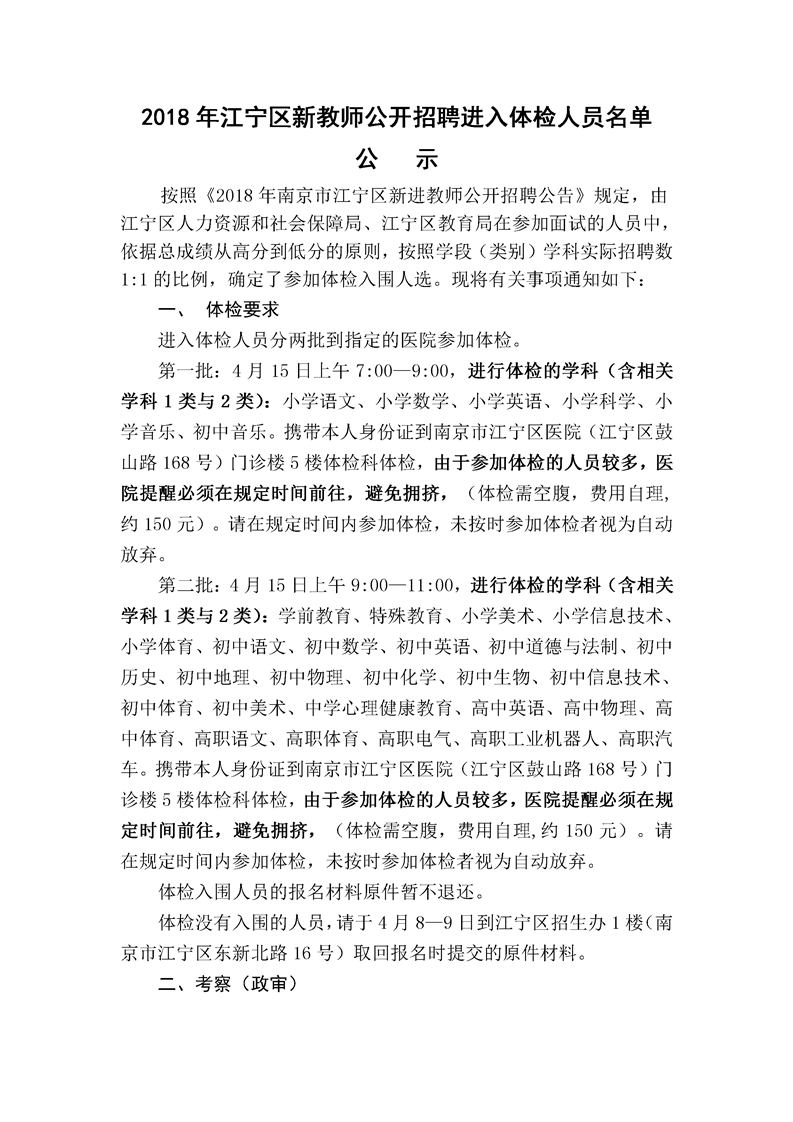 2018 年江宁区新教师公开招聘进入体检人员名单
公 示
按照《2018 年南京市江宁区新进教师公开招聘公告》规定，由
江宁区人力资源和社会保障局、江宁区教育局在参加面试的人员中，
依据总成绩从高分到低分的原则，按照学段（类别）学科实际招聘数
1:1 的比例，确定了参加体检入围人选。现将有关事项通知如下：
一、 体检要求
进入体检人员分两批到指定的医院参加体检。
第一批：4 月 15 日上午 7:00—9:00，进行体检的学科（含相关
学科 1 类与 2 类）：小学语文、小学数学、小学英语、小学科学、小
学音乐、初中音乐。携带本人身份证到南京市江宁区医院（江宁区鼓
山路 168 号）门诊楼 5 楼体检科体检，由于参加体检的人员较多，医
院提醒必须在规定时间前往，避免拥挤，（体检需空腹，费用自理，
约 150 元）。请在规定时间内参加体检，未按时参加体检者视为自动
放弃。
第二批：4 月 15 日上午 9:00—11:00，进行体检的学科（含相关
学科 1 类与 2 类）：学前教育、特殊教育、小学美术、小学信息技术、
小学体育、初中语文、初中数学、初中英语、初中道德与法制、初中
历史、初中地理、初中物理、初中化学、初中生物、初中信息技术、
初中体育、初中美术、中学心理健康教育、高中英语、高中物理、高
中体育、高职语文、高职体育、高职电气、高职工业机器人、高职汽
车。携带本人身份证到南京市江宁区医院（江宁区鼓山路 168 号）门
诊楼 5 楼体检科体检，由于参加体检的人员较多，医院提醒必须在规
定时间前往，避免拥挤，（体检需空腹，费用自理,约 150 元）。请
在规定时间内参加体检，未按时参加体检者视为自动放弃。
体检入围人员的报名材料原件暂不退还。
体检没有入围的人员，请于 4 月 8—9 日到江宁区招生办 1 楼（南
京市江宁区东新北路 16 号）取回报名时提交的原件材料。
二、考察（政审）